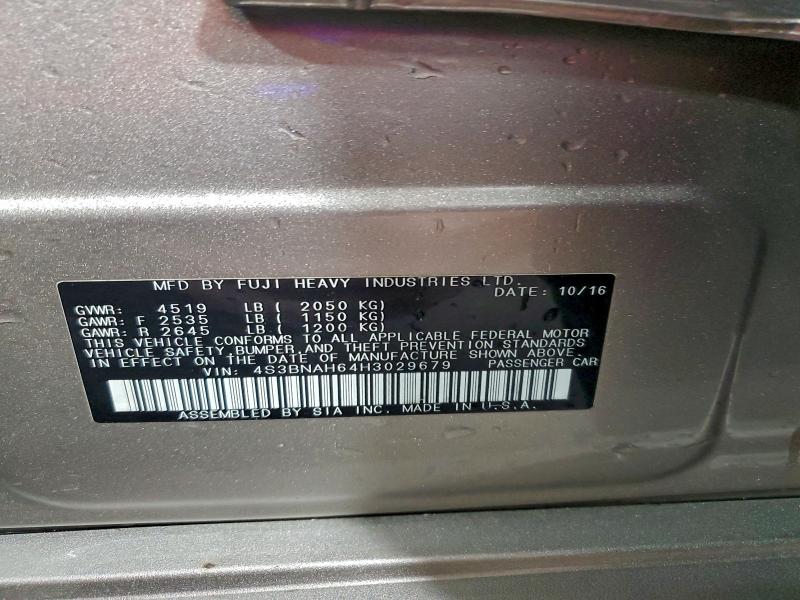 MFD BY FUJI HEAVY INDUSTRIES LTD.
DATE: 10/16
GVWR: 4519 LB ( 2050 KG)
GAWR: F 2535 LB ( 1150 KG)
GAWR: R 2645 LB ( 1200 KG)
THIS VEHICLE CONFORMS TO ALL APPLICABLE FEDERAL MOTOR
VEHICLE SAFETY, BUMPER, AND THEFT PREVENTION STANDARDS
IN EFFECT ON THE DATE OF MANUFACTURE SHOWN ABOVE.
VIN: 4S3BNAH64H3029679 PASSENGER CAR
ASSEMBLED BY SIA INC. MADE IN U.S.A.